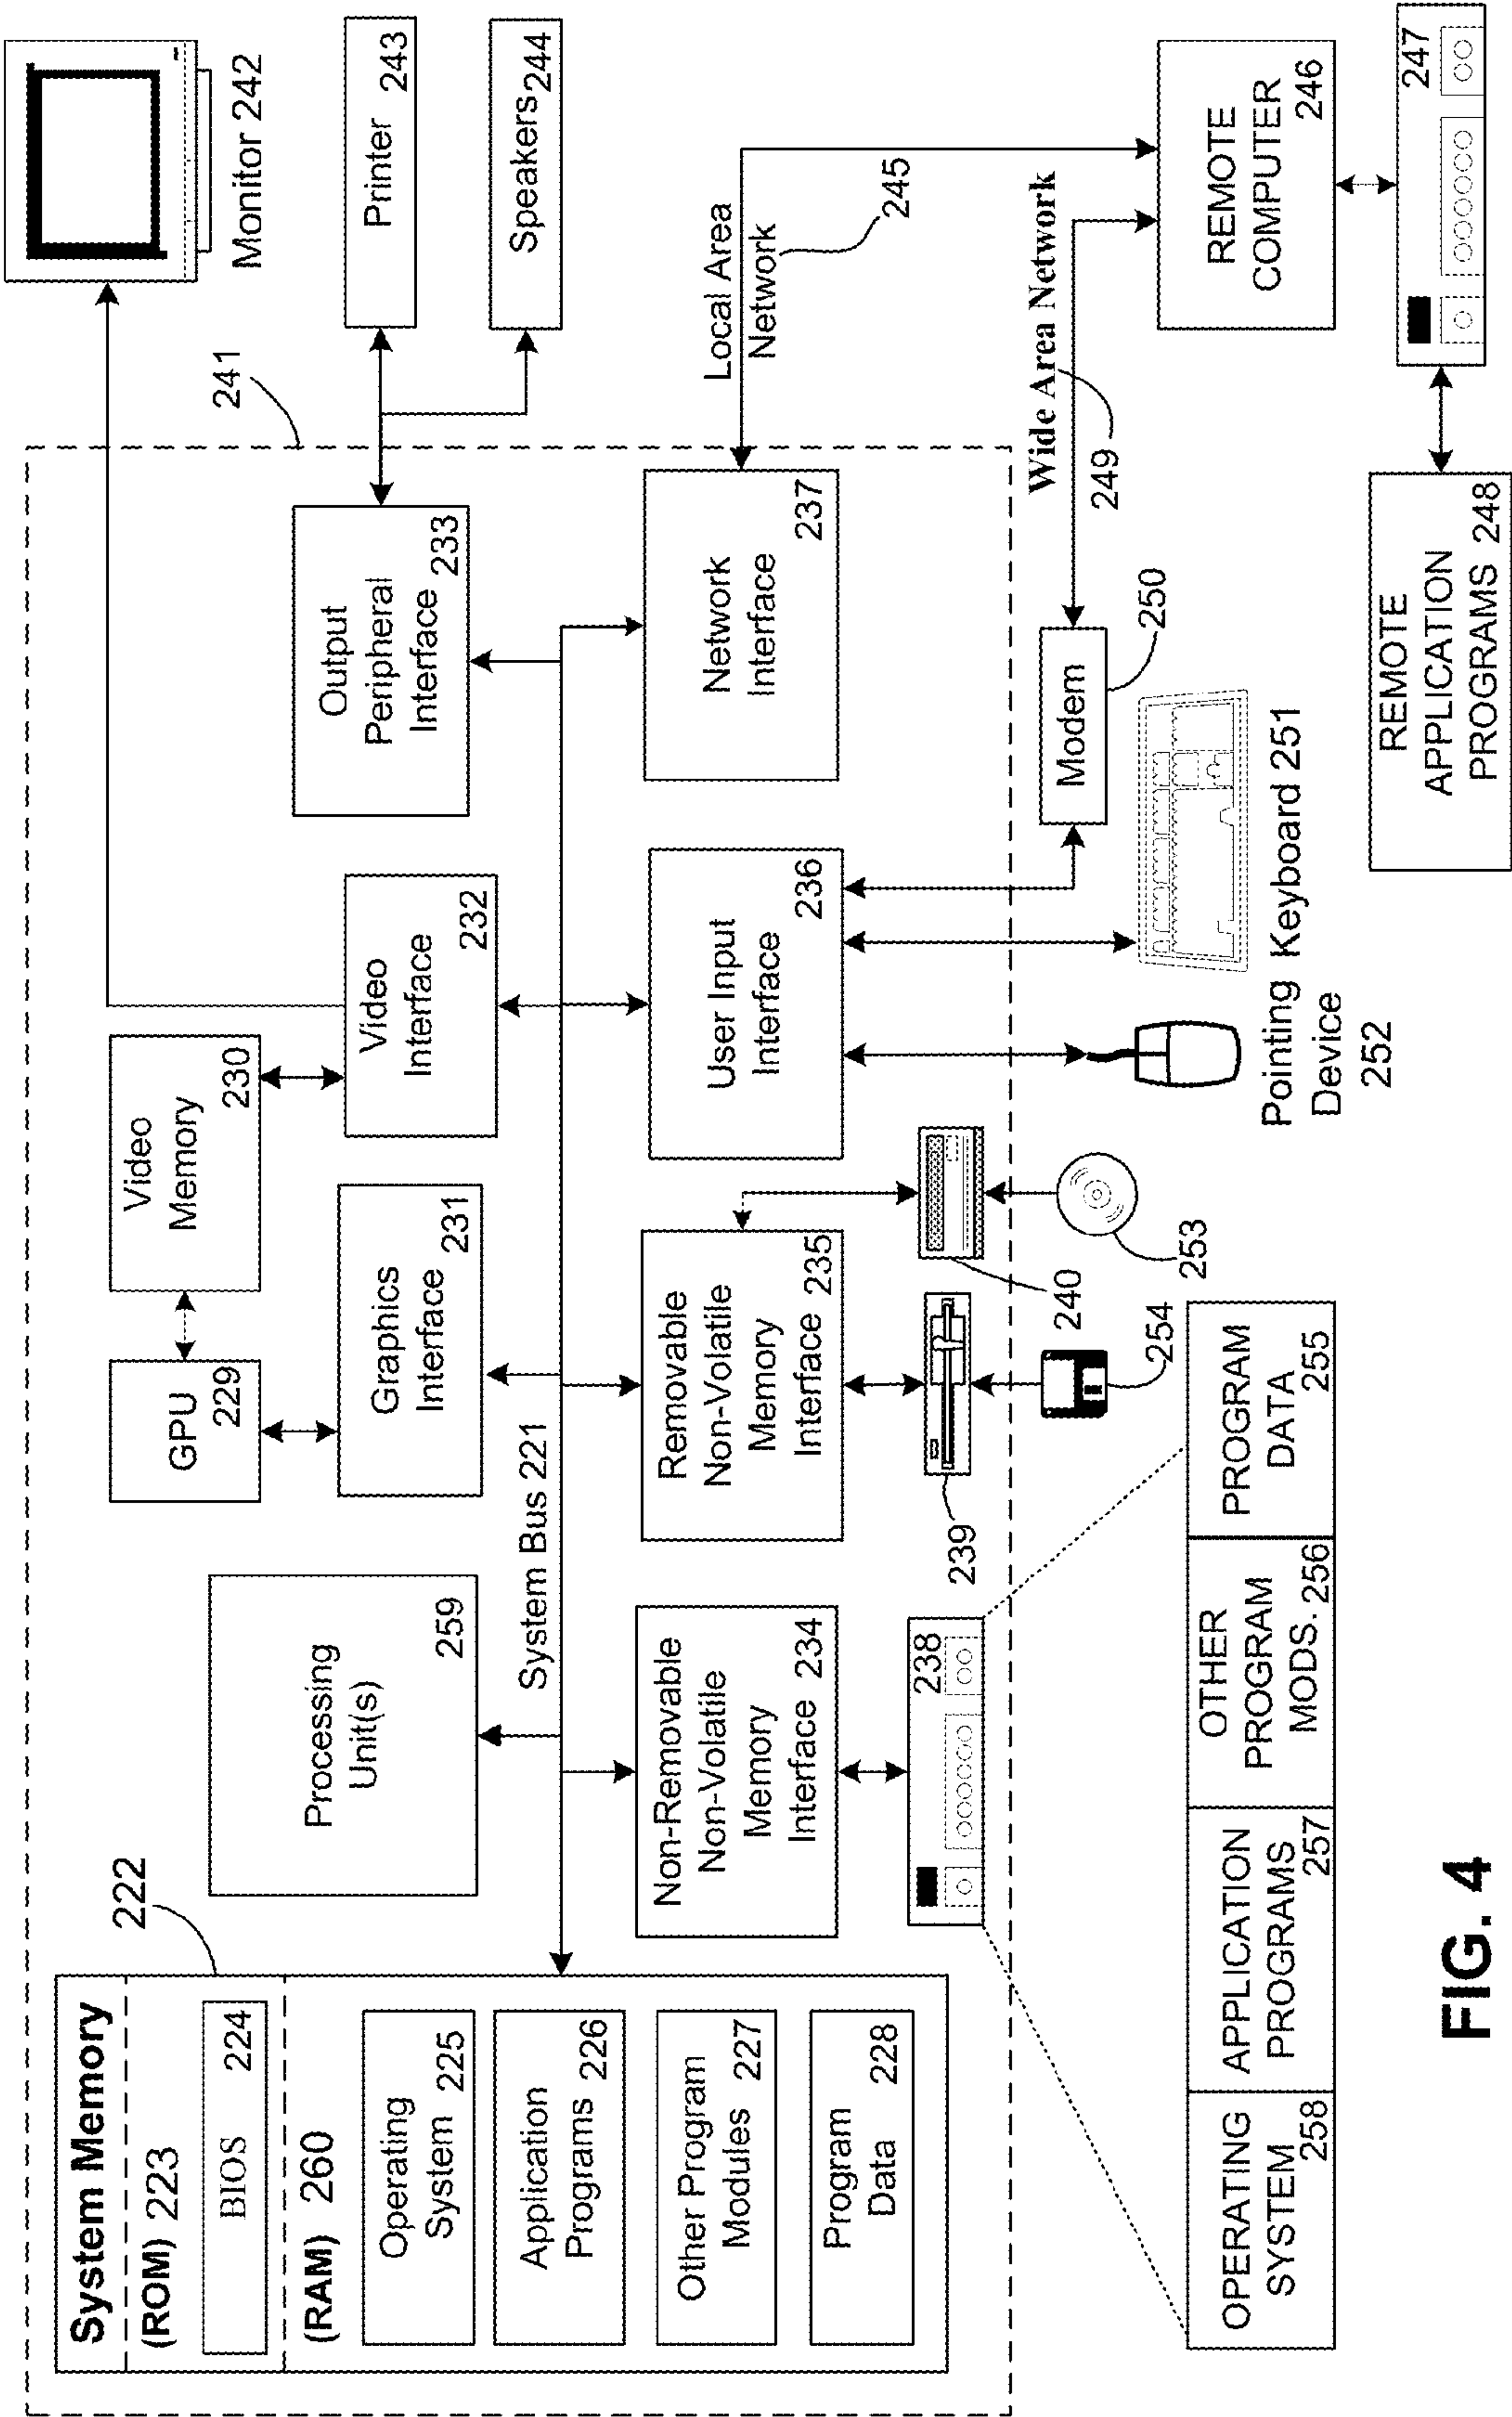 System Memory
(ROM) 223
BIOS 224
(RAM) 260
Operating
System 225
Application
Programs 226
Other Program
Modules 227
Program
Data 228
222
Processing
Unit(s)
259
System Bus 221
GPU
229
Video
Memory
230
Graphics
Interface
231
Video
Interface
232
Output
Peripheral
Interface 233
241
Monitor 242
Printer 243
Speakers 244
Non-Removable
Non-Volatile
Memory
Interface 234
Removable
Non-Volatile
Memory
Interface 235
User Input
Interface
236
Network
Interface
237
Local Area
Network
245
Wide Area Network
249
238
239
240
253
254
Modem
250
Keyboard 251
Pointing
Device
252
REMOTE
COMPUTER
246
247
REMOTE
APPLICATION
PROGRAMS 248
OPERATING
SYSTEM
258
APPLICATION
PROGRAMS
257
OTHER
PROGRAM
MODS. 256
PROGRAM
DATA
255
FIG. 4